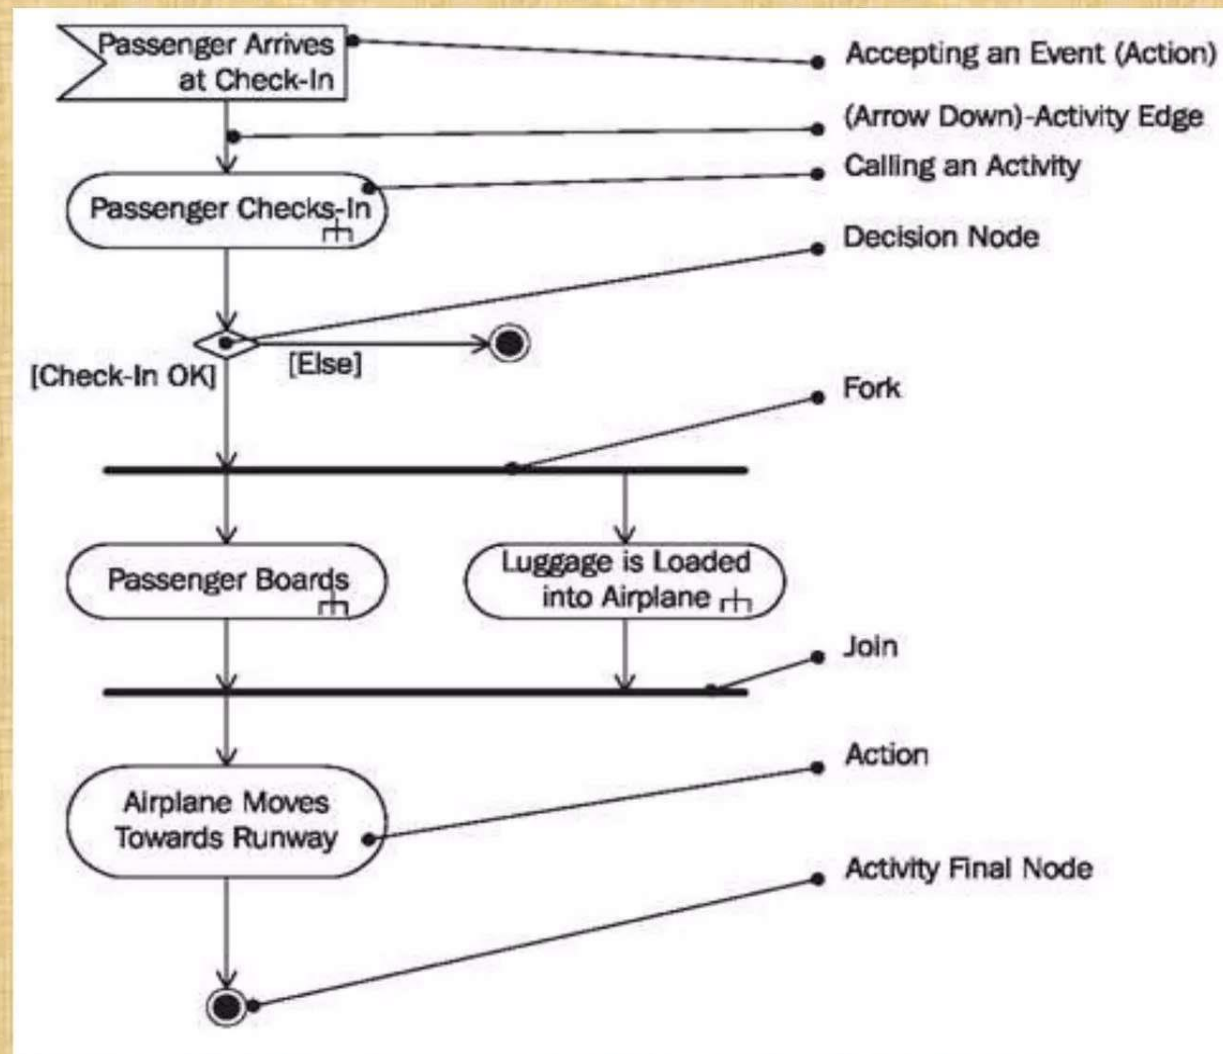 Passenger Arrives
at Check-In
Accepting an Event (Action)
(Arrow Down)-Activity Edge
Calling an Activity
Passenger Checks-In
Decision Node
[Check-In OK]
[Else]
Fork
Passenger Boards
Luggage is Loaded
into Airplane
Join
Action
Airplane Moves
Towards Runway
Activity Final Node